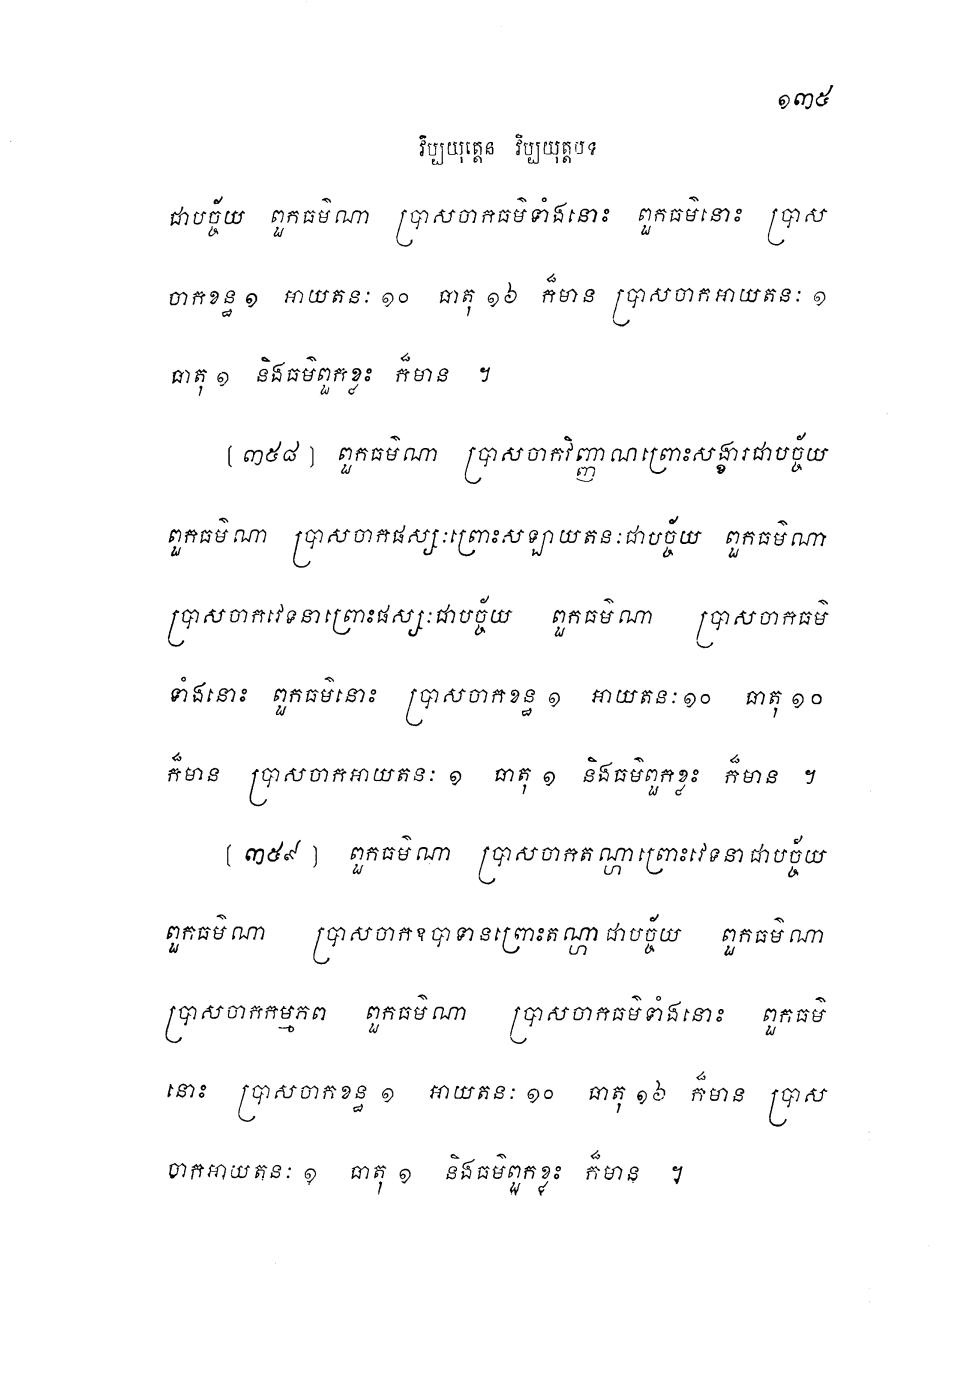 ១៣៥
វិប្បយុត្តេន វិប្បយុត្តបទ
ជាបច្ច័យ ពួកធម៌ណា ប្រាសចាកធម៌ទាំងនោះ ពួកធម៌នោះ ប្រាស
ចាកខន្ធ ១ អាយតនៈ ១០ ធាតុ ១៦ ក៏មាន ប្រាសចាកអាយតនៈ ១
ធាតុ ១ និងធម៌ពួកខ្លះ ក៏មាន ។
(៣៥៨) ពួកធម៌ណា ប្រាសចាកវិញ្ញាណព្រោះសង្ខារជាបច្ច័យ
ពួកធម៌ណា ប្រាសចាកផស្សៈព្រោះសឡាយតនៈជាបច្ច័យ ពួកធម៌ណា
ប្រាសចាកវេទនាព្រោះផស្សៈជាបច្ច័យ ពួកធម៌ណា ប្រាសចាកធម៌
ទាំងនោះ ពួកធម៌នោះ ប្រាសចាកខន្ធ ១ អាយតនៈ ១០ ធាតុ ១០
ក៏មាន ប្រាសចាកអាយតនៈ ១ ធាតុ ១ និងធម៌ពួកខ្លះ ក៏មាន ។
(៣៥៩) ពួកធម៌ណា ប្រាសចាកតណ្ហាព្រោះវេទនាជាបច្ច័យ
ពួកធម៌ណា ប្រាសចាកឧបាទានព្រោះតណ្ហាជាបច្ច័យ ពួកធម៌ណា
ប្រាសចាកកម្មភព ពួកធម៌ណា ប្រាសចាកធម៌ទាំងនោះ ពួកធម៌
នោះ ប្រាសចាកខន្ធ ១ អាយតនៈ ១០ ធាតុ ១៦ ក៏មាន ប្រាស
ចាកអាយតនៈ ១ ធាតុ ១ និងធម៌ពួកខ្លះ ក៏មាន ។